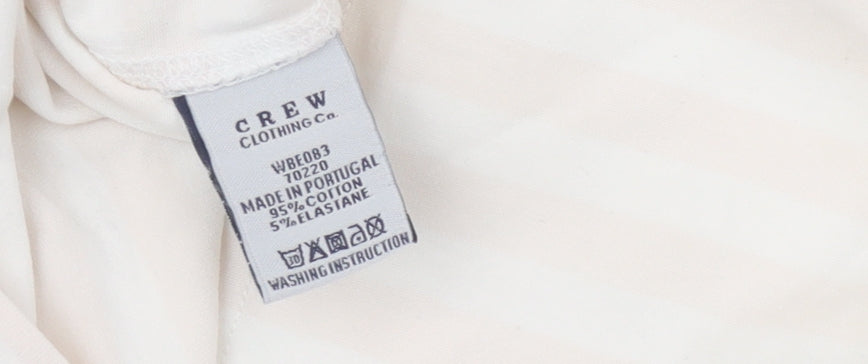 CREW
CLOTHING Co.
WBE083
70220
MADE IN PORTUGAL
95% COTTON
5% ELASTANE
30
WASHING INSTRUCTION